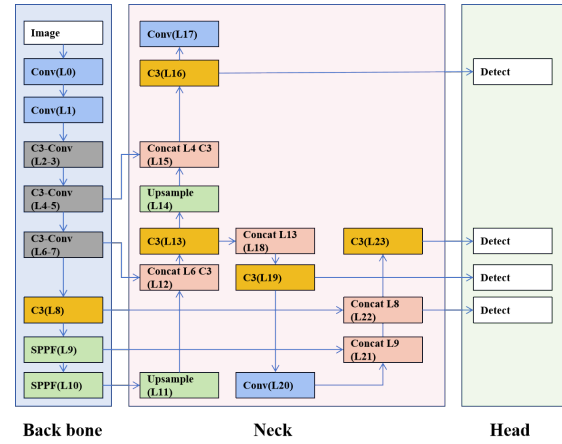 Image
Conv(L0)
Conv(L1)
C3-Conv
(L2-3)
C3-Conv
(L4-5)
C3-Conv
(L6-7)
C3(L8)
SPPF(L9)
SPPF(L10)
Back bone
Conv(L17)
C3(L16)
Concat L4 C3
(L15)
Upsample
(L14)
C3(L13)
Concat L6 C3
(L12)
Upsample
(L11)
Concat L13
(L18)
C3(L19)
Conv(L20)
C3(L23)
Concat L8
(L22)
Concat L9
(L21)
Neck
Detect
Detect
Detect
Detect
Head